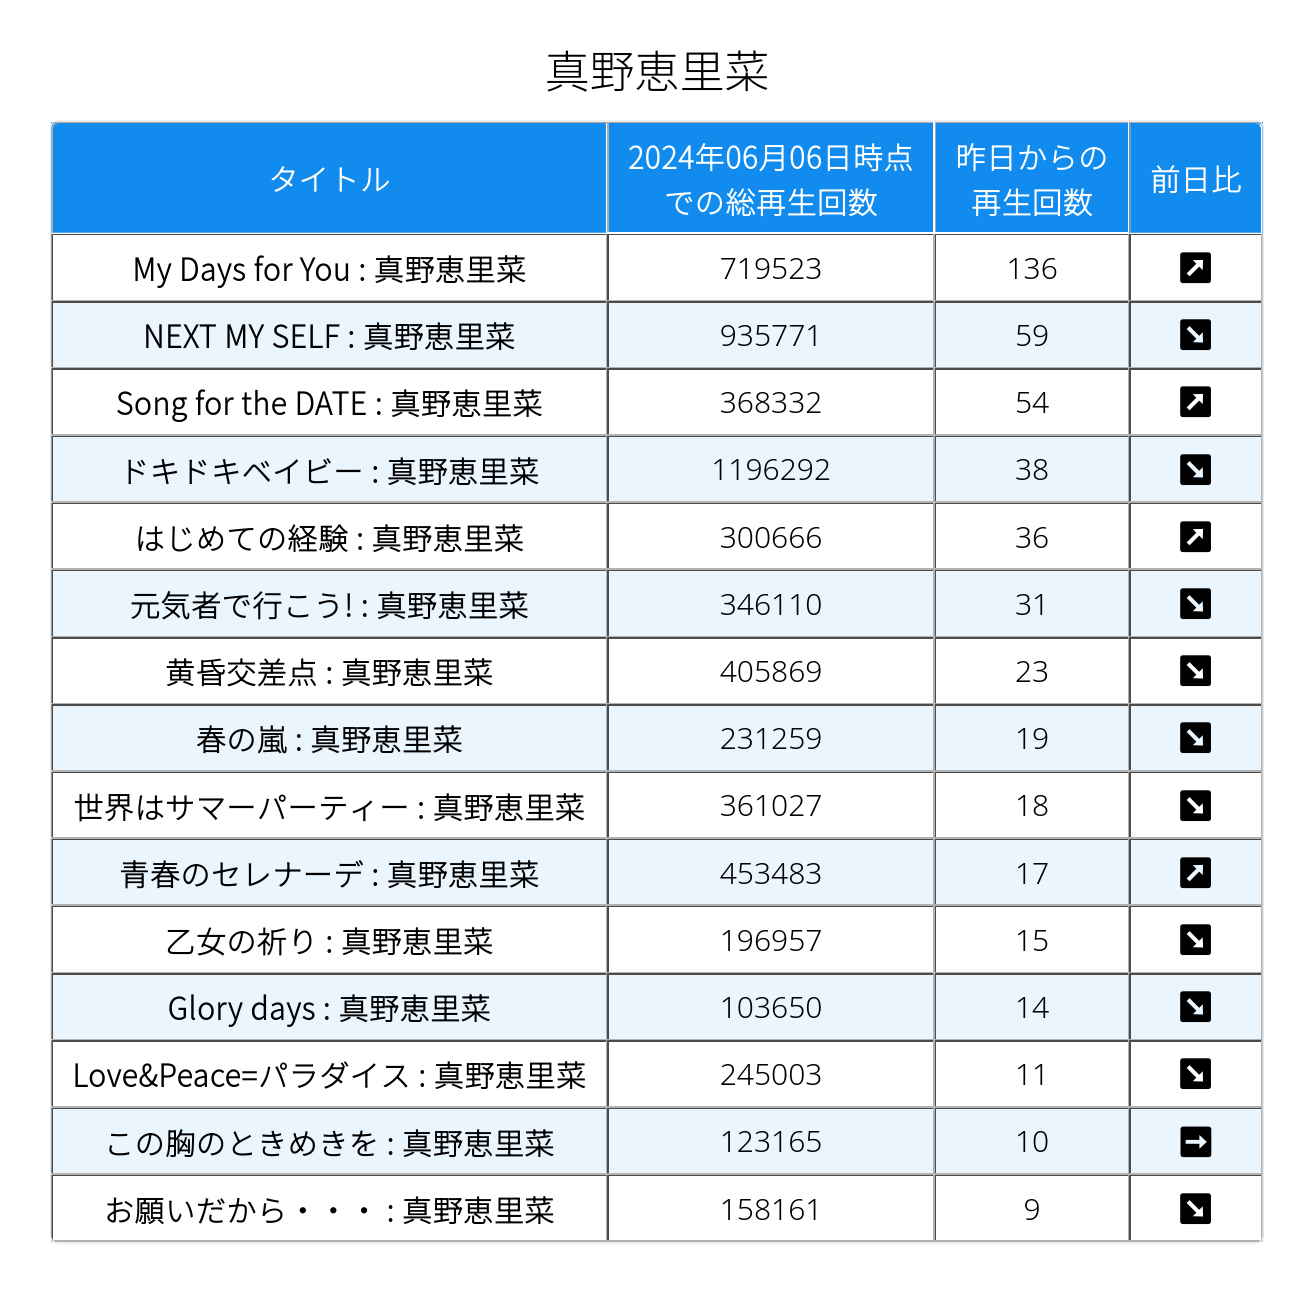 真野恵里菜
タイトル 2024年06月06日時点での総再生回数 昨日からの再生回数 前日比
My Days for You : 真野恵里菜 719523 136
NEXT MY SELF : 真野恵里菜 935771 59
Song for the DATE : 真野恵里菜 368332 54
ドキドキベイビー : 真野恵里菜 1196292 38
はじめての経験 : 真野恵里菜 300666 36
元気者で行こう! : 真野恵里菜 346110 31
黄昏交差点 : 真野恵里菜 405869 23
春の嵐 : 真野恵里菜 231259 19
世界はサマーパーティー : 真野恵里菜 361027 18
青春のセレナーデ : 真野恵里菜 453483 17
乙女の祈り : 真野恵里菜 196957 15
Glory days : 真野恵里菜 103650 14
Love&Peace=パラダイス : 真野恵里菜 245003 11
この胸のときめきを : 真野恵里菜 123165 10
お願いだから・・・ : 真野恵里菜 158161 9